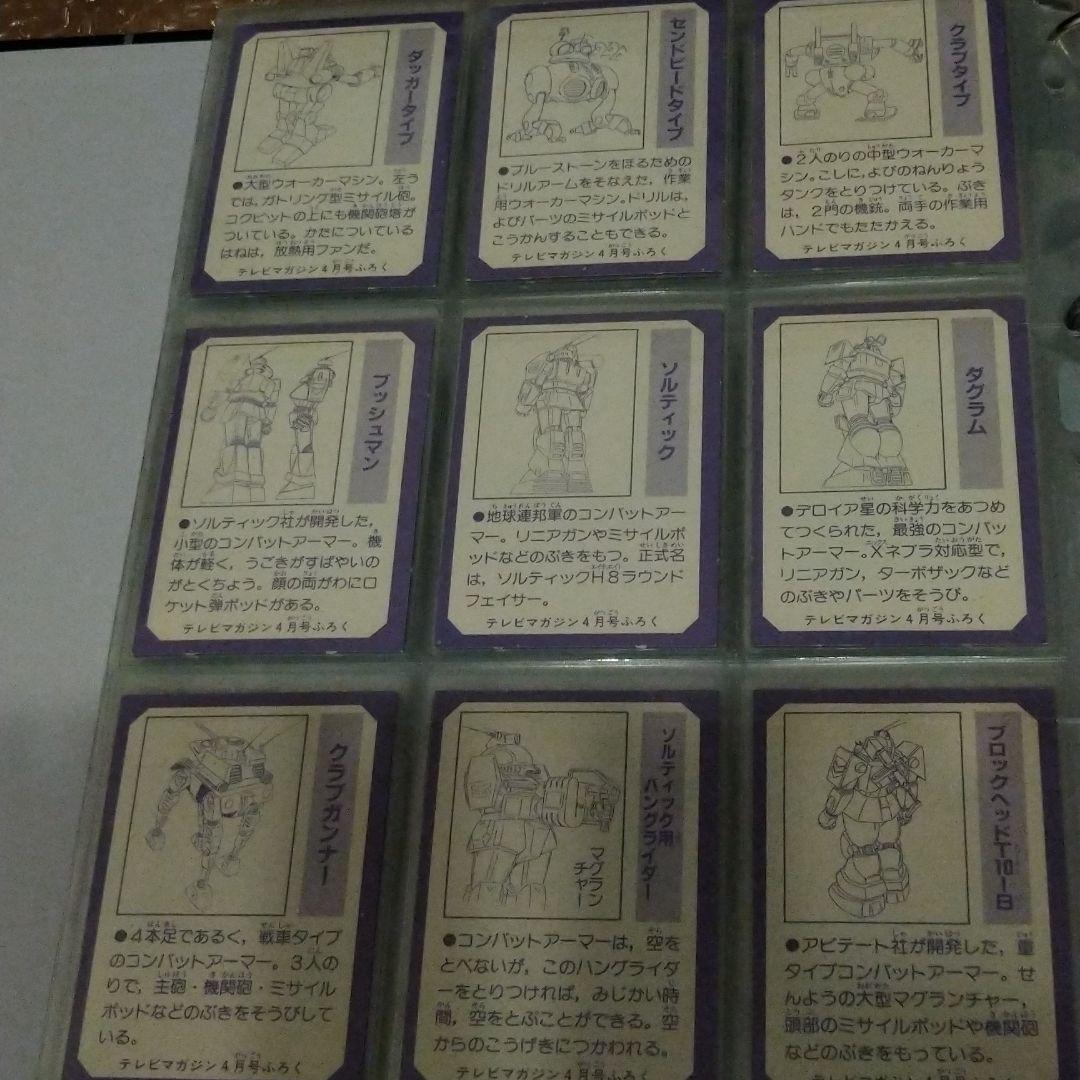 ダッガータイプ
●大型ウオーカーマシン。左う
では,ガトリング型ミサイル砲。
コクピットの上にも機関砲塔が
ついている。かたについている
はねは,放熱用ファンだ。
テレビマガジン4月号ふろく
センドビードタイプ
●ブルーストーンをほるための
ドリルアームをそなえた,作業
用ウオーカーマシン。ドリルは,
よびパーツのミサイルポッドと
こうかんすることもできる。
テレビマガジン4月号ふろく
クラブタイプ
●2人のりの中型ウォーカーマ
シン。こしに,よびのねんりょう
タンクをとりつけている。ぶき
は,2門の機銃。両手の作業用
ハンドでもたたかえる。
テレビマガジン4月号ふろく
ブッシュマン
●ソルティック社が開発した,
小型のコンバットアーマー。機
体が軽く,うごきがすばやいの
がとくちょう。顔の両がわにロ
ケット弾ポッドがある。
テレビマガジン4月号ふろく
ソルティック
●地球連邦軍のコンバットアー
マー。リニアガンやミサイルポ
ッドなどのぶきをもつ。正式名
は,ソルティックH8ラウンド
フェイサー。
テレビマガジン4月号ふろく
ダグラム
●デロイア星の科学力をあつめ
てつくられた,最強のコンバッ
トアーマー。Xネブラ対応型で,
リニアガン,ターボザックなど
のぶきやパーツをそうび。
テレビマガジン4月号ふろく
クラブガンナー
●4本足であるく,戦車タイプ
のコンバットアーマー。3人の
りで,主砲・機関砲・ミサイル
ポッドなどのぶきをそうびして
いる。
テレビマガジン4月号ふろく
ソルティック用
ハングライダー
マグラン
チャー
●コンバットアーマーは,空を
とべないが,このハングライダ
ーをとりつければ,みじかい時
間,空をとぶことができる。空
からのこうげきにつかわれる。
テレビマガジン4月号ふろく
ブロックヘッドT10-B
●アビテート社が開発した,重
タイプコンバットアーマー。せ
んようの大型マグランチャー,
頭部のミサイルポッドや機関砲
などのぶきをもっている。
テレビマガジン4月号ふろく